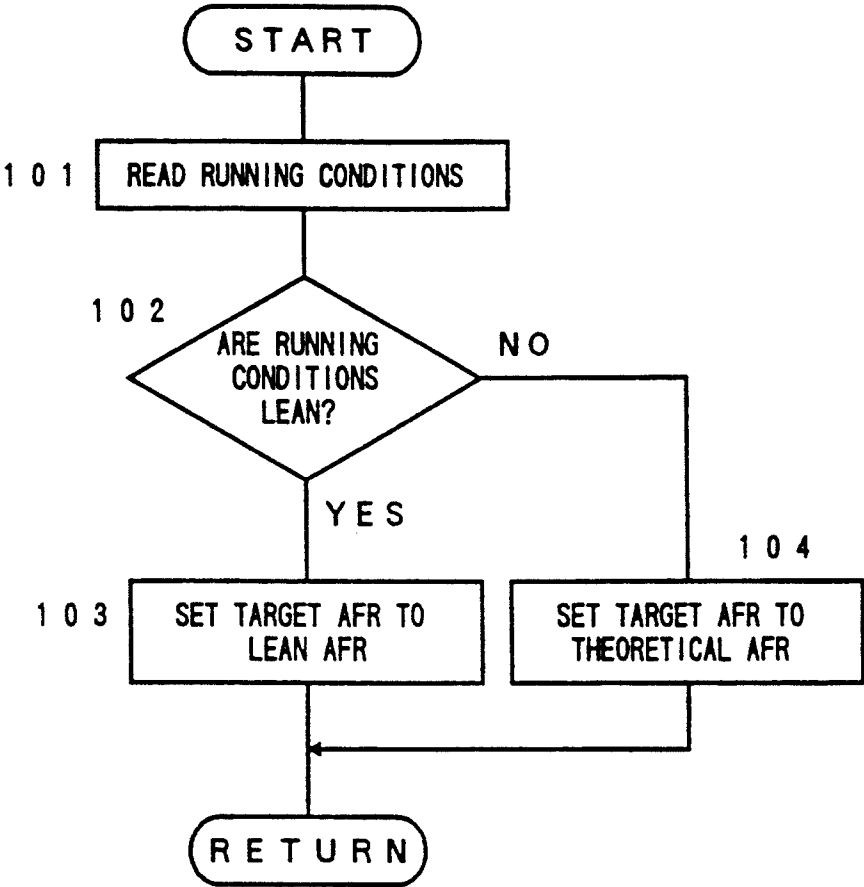 START
101
READ RUNNING CONDITIONS
102
ARE RUNNING
CONDITIONS
LEAN?
NO
YES
103
SET TARGET AFR TO
LEAN AFR
104
SET TARGET AFR TO
THEORETICAL AFR
RETURN